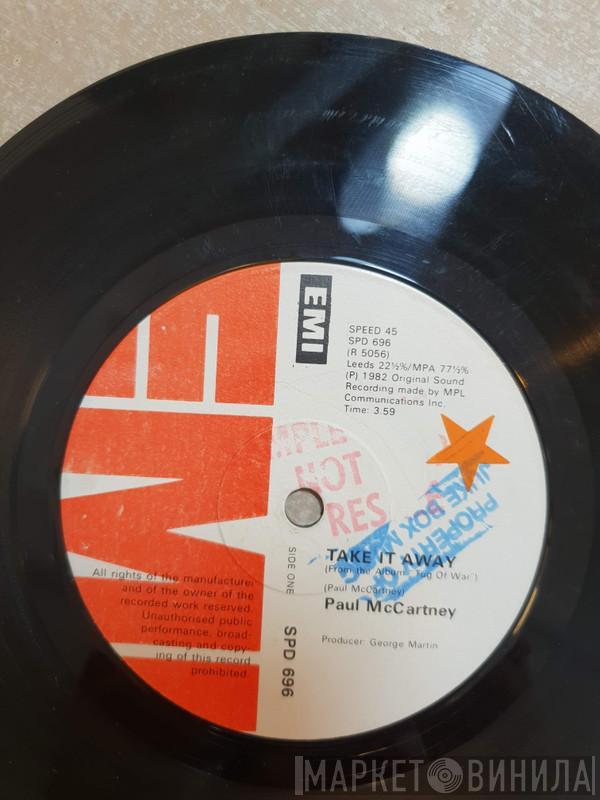 EMI
SPEED 45
SPD 696
(R 5056)
Leeds 22½%/MPA 77½%
(P) 1982 Original Sound
Recording made by MPL
Communications Inc.
Time: 3.59
NOT
RES
JUKE BOX
TAKE IT AWAY
(From the Album "Tug Of War")
(Paul McCartney)
Paul McCartney
Producer: George Martin
SIDE ONE
SPD 696
All rights of the manufacturer
and of the owner of the
recorded work reserved.
Unauthorised public
performance, broad-
casting and copy-
ing of this record
prohibited.
EMI
МАРКЕТ ВИНИЛА